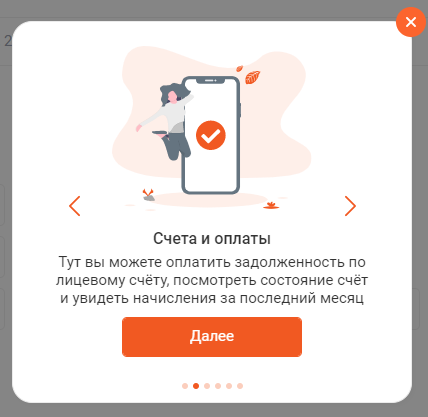 2
Счета и оплаты
Тут вы можете оплатить задолженность по
лицевому счёту, посмотреть состояние счёт
и увидеть начисления за последний месяц
Далее